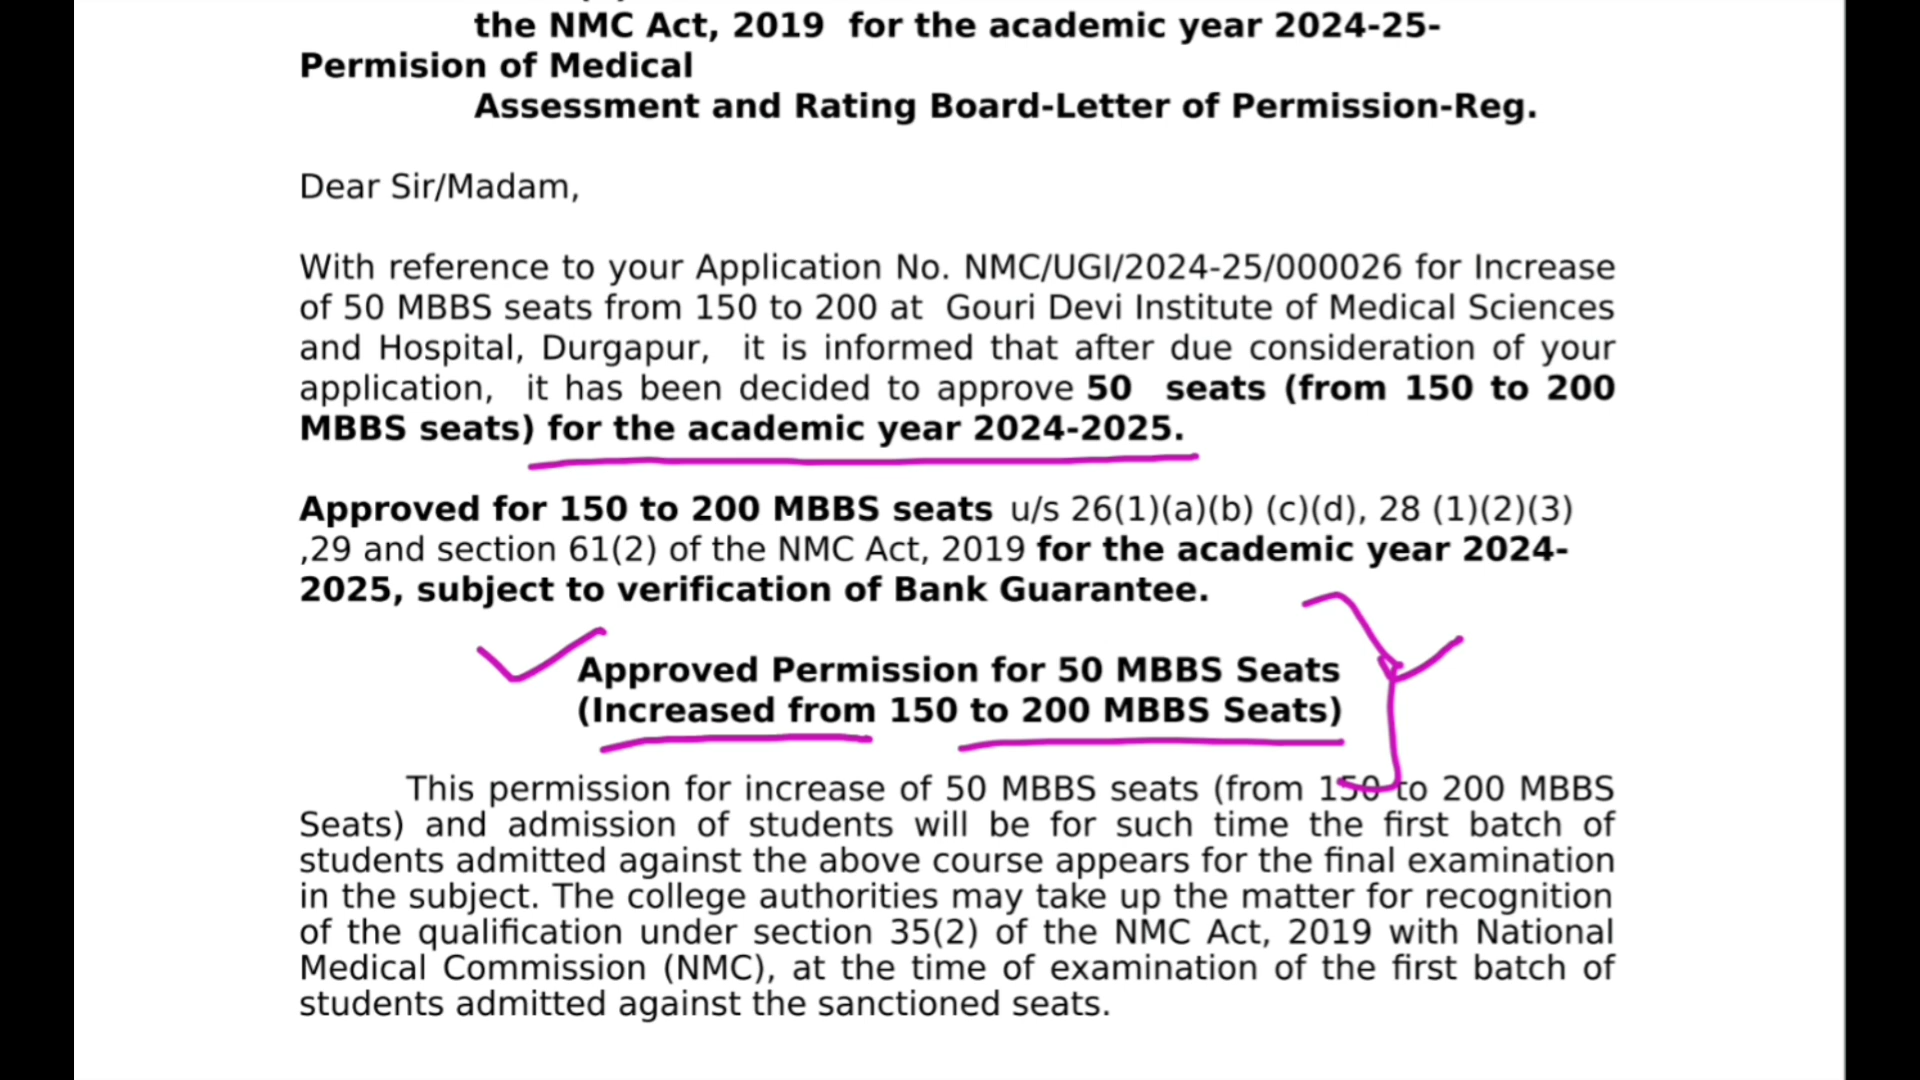 the NMC Act, 2019 for the academic year 2024-25-
Permision of Medical
Assessment and Rating Board-Letter of Permission-Reg.
Dear Sir/Madam,
With reference to your Application No. NMC/UGI/2024-25/000026 for Increase
of 50 MBBS seats from 150 to 200 at Gouri Devi Institute of Medical Sciences
and Hospital, Durgapur, it is informed that after due consideration of your
application, it has been decided to approve 50 seats (from 150 to 200
MBBS seats) for the academic year 2024-2025.
Approved for 150 to 200 MBBS seats u/s 26(1)(a)(b) (c)(d), 28 (1)(2)(3)
,29 and section 61(2) of the NMC Act, 2019 for the academic year 2024-
2025, subject to verification of Bank Guarantee.
Approved Permission for 50 MBBS Seats
(Increased from 150 to 200 MBBS Seats)
This permission for increase of 50 MBBS seats (from 150 to 200 MBBS
Seats) and admission of students will be for such time the first batch of
students admitted against the above course appears for the final examination
in the subject. The college authorities may take up the matter for recognition
of the qualification under section 35(2) of the NMC Act, 2019 with National
Medical Commission (NMC), at the time of examination of the first batch of
students admitted against the sanctioned seats.